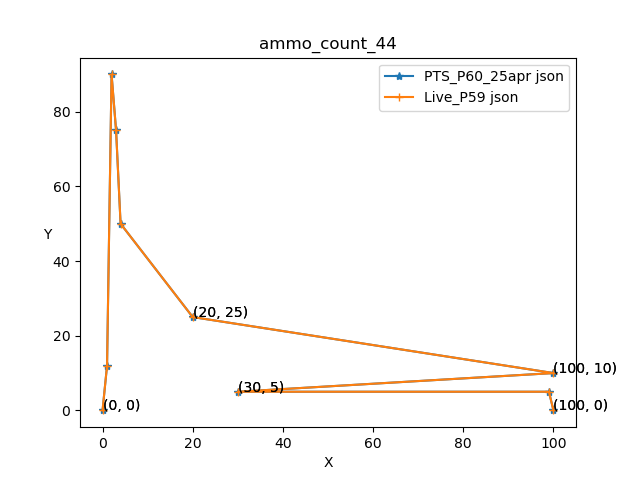 ammo_count_44
PTS_P60_25apr json
Live_P59 json
80
60
Y
40
(20, 25)
20
(100, 10)
(30, 5)
(0, 0)
(100, 0)
0
0 20 40 60 80 100
X